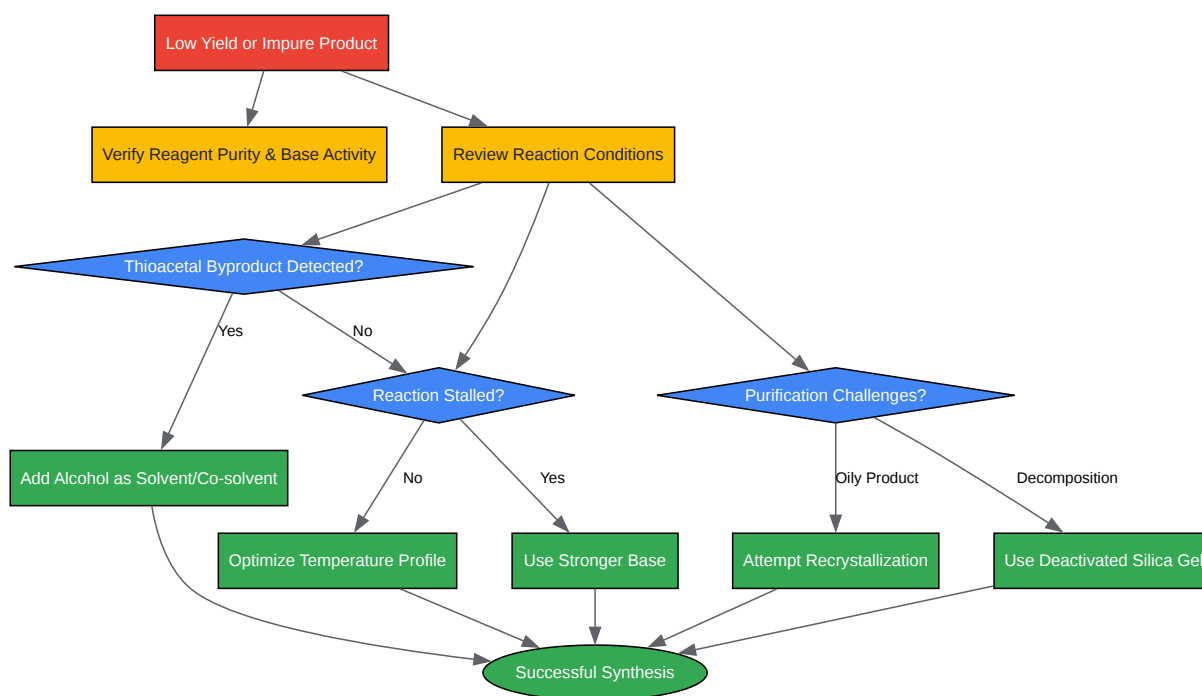 Low Yield or Impure Product
Verify Reagent Purity & Base Activity
Review Reaction Conditions
Thioacetal Byproduct Detected?
Yes
No
Reaction Stalled?
Purification Challenges?
Add Alcohol as Solvent/Co-solvent
No
Yes
Oily Product
Decomposition
Optimize Temperature Profile
Use Stronger Base
Attempt Recrystallization
Use Deactivated Silica Gel
Successful Synthesis